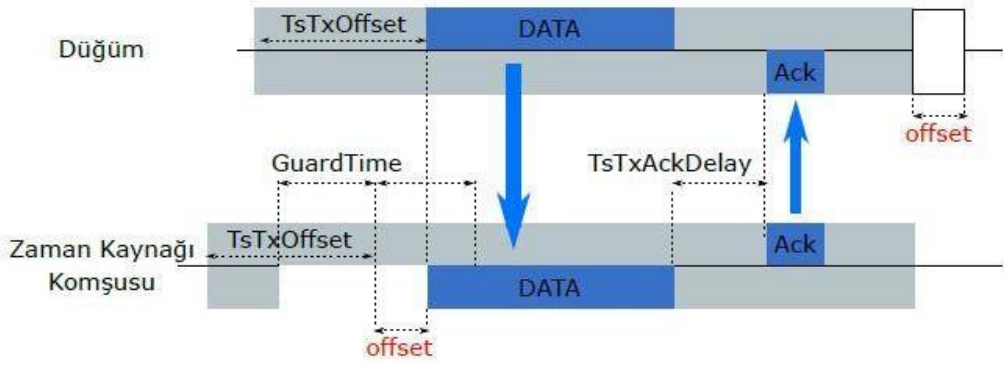 TsTxOffset
DATA
Düğüm
Ack
offset
GuardTime
TsTxAckDelay
Zaman Kaynağı
Komşusu
TsTxOffset
Ack
DATA
offset